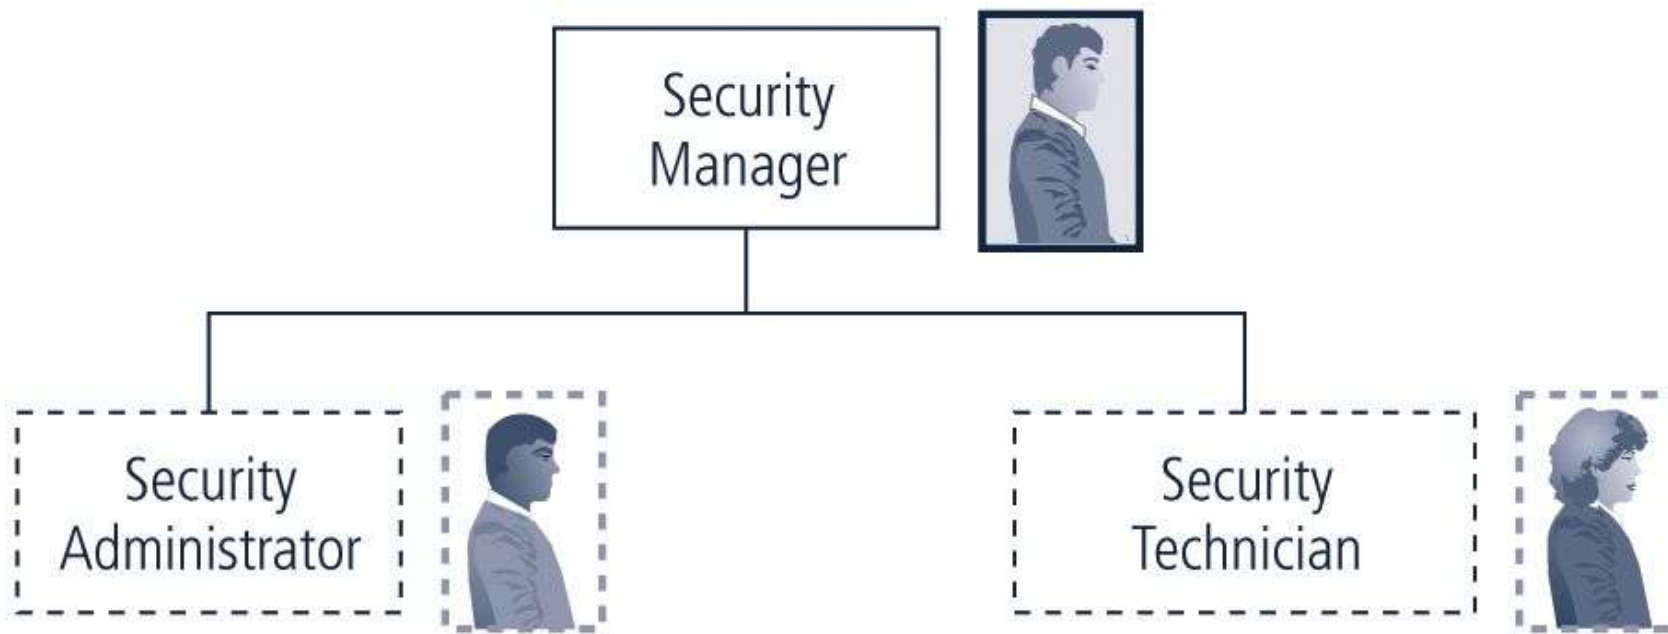 Security
Manager
Security
Administrator
Security
Technician